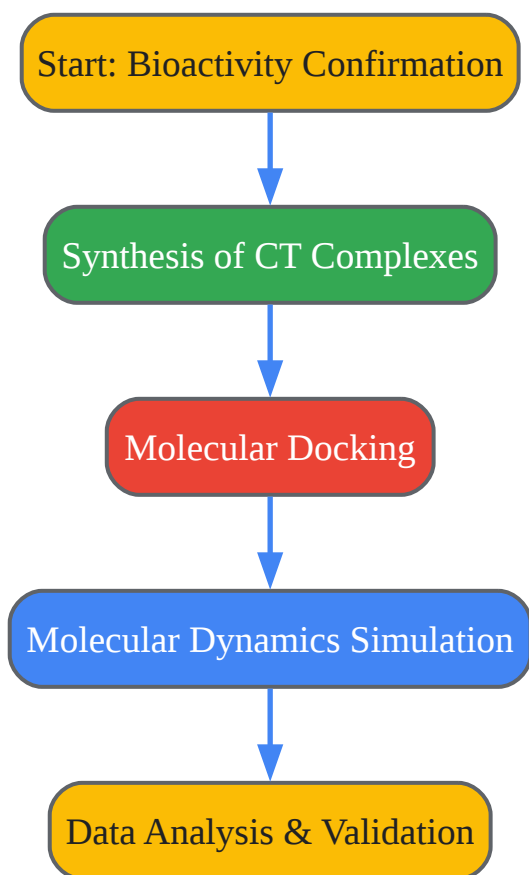 Start: Bioactivity Confirmation
Synthesis of CT Complexes
Molecular Docking
Molecular Dynamics Simulation
Data Analysis & Validation